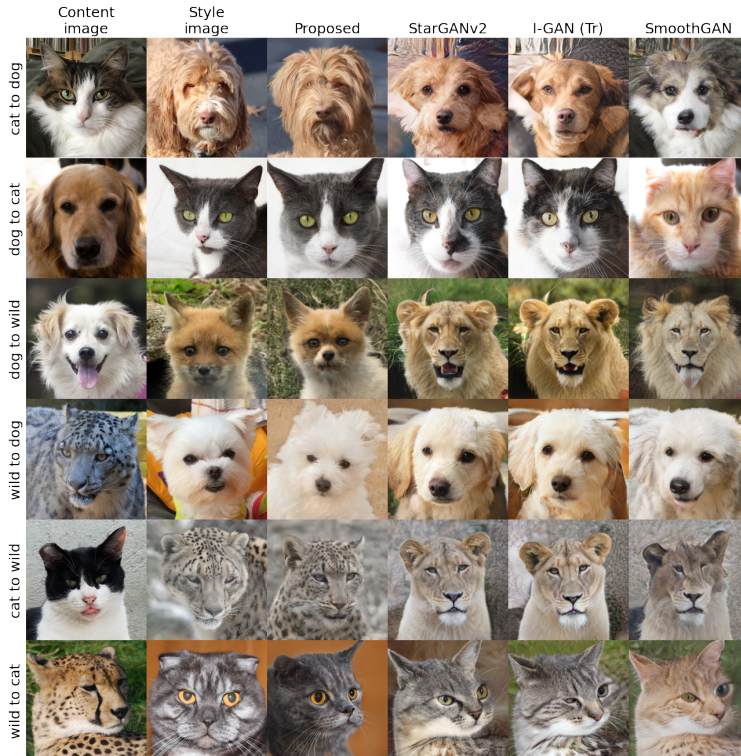 Content
image
Style
image
Proposed
StarGANv2
I-GAN (Tr)
SmoothGAN
cat to dog
dog to cat
dog to wild
wild to dog
cat to wild
wild to cat